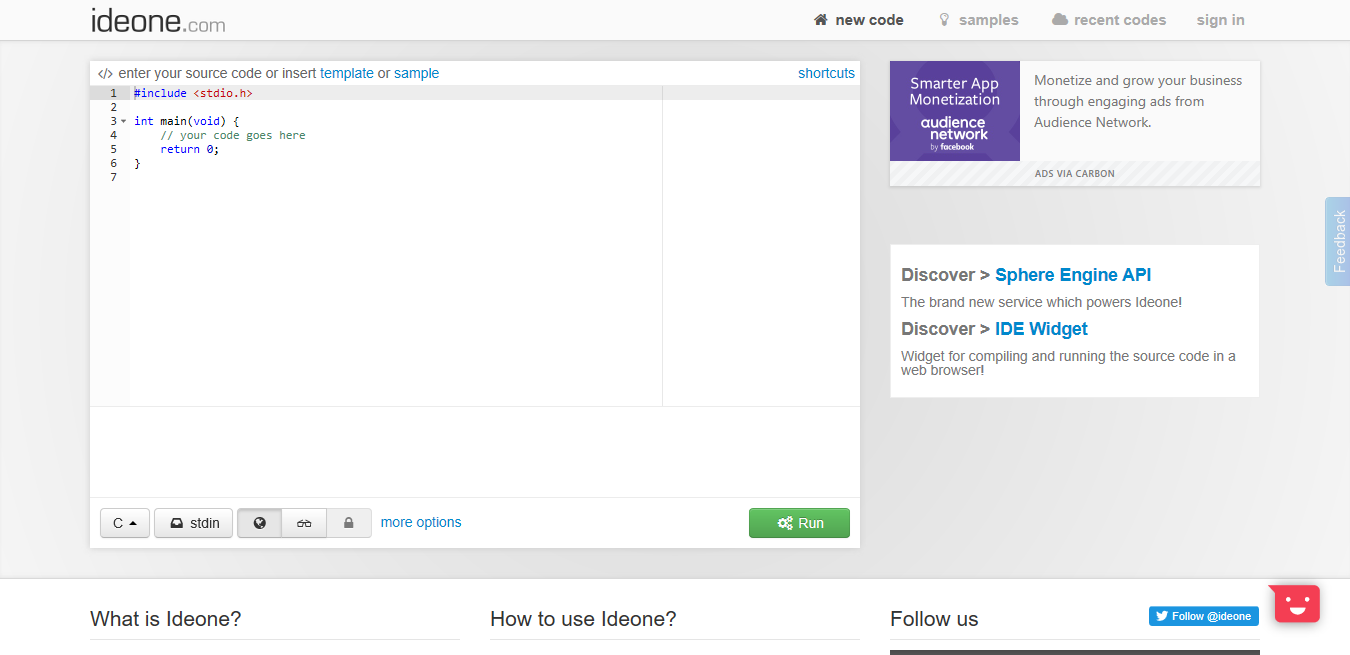 ideone.com
new code
samples
recent codes
sign in
</> enter your source code or insert template or sample
shortcuts
1 #include <stdio.h>
2
3 int main(void) {
4 // your code goes here
5 return 0;
6 }
7
C
stdin
more options
Run
Smarter App
Monetization
audience
network
by facebook
Monetize and grow your business
through engaging ads from
Audience Network.
ADS VIA CARBON
Feedback
Discover > Sphere Engine API
The brand new service which powers Ideone!
Discover > IDE Widget
Widget for compiling and running the source code in a
web browser!
What is Ideone?
How to use Ideone?
Follow us
Follow @ideone